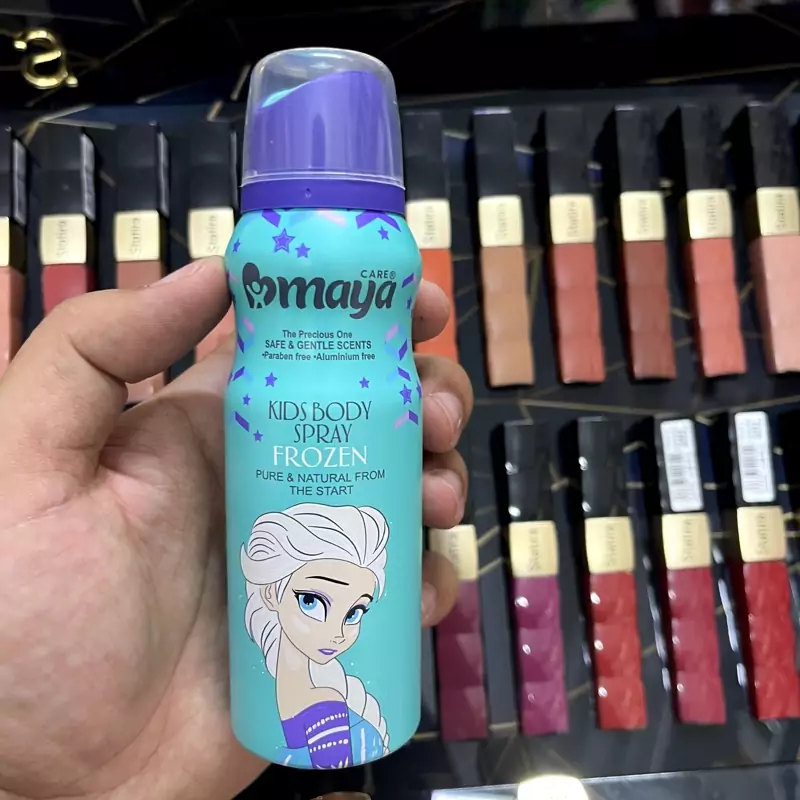 CARE®
maya
The Precious One
SAFE & GENTLE SCENTS
•Paraben free •Aluminium free
KIDS BODY
SPRAY
FROZEN
PURE & NATURAL FROM
THE START